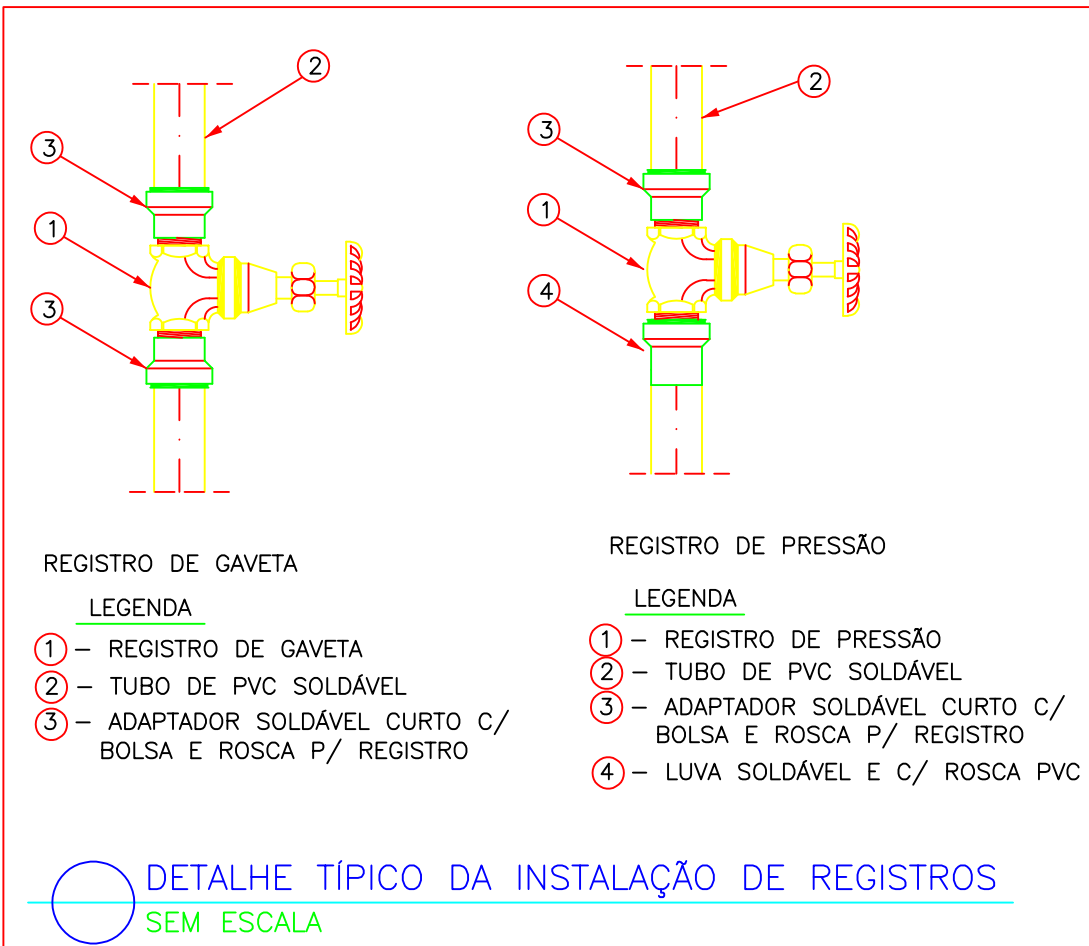 2
3
1
3
2
3
1
4
REGISTRO DE GAVETA
LEGENDA
1 – REGISTRO DE GAVETA
2 – TUBO DE PVC SOLDÁVEL
3 – ADAPTADOR SOLDÁVEL CURTO C/
BOLSA E ROSCA P/ REGISTRO
REGISTRO DE PRESSÃO
LEGENDA
1 – REGISTRO DE PRESSÃO
2 – TUBO DE PVC SOLDÁVEL
3 – ADAPTADOR SOLDÁVEL CURTO C/
BOLSA E ROSCA P/ REGISTRO
4 – LUVA SOLDÁVEL E C/ ROSCA PVC
DETALHE TÍPICO DA INSTALAÇÃO DE REGISTROS
SEM ESCALA